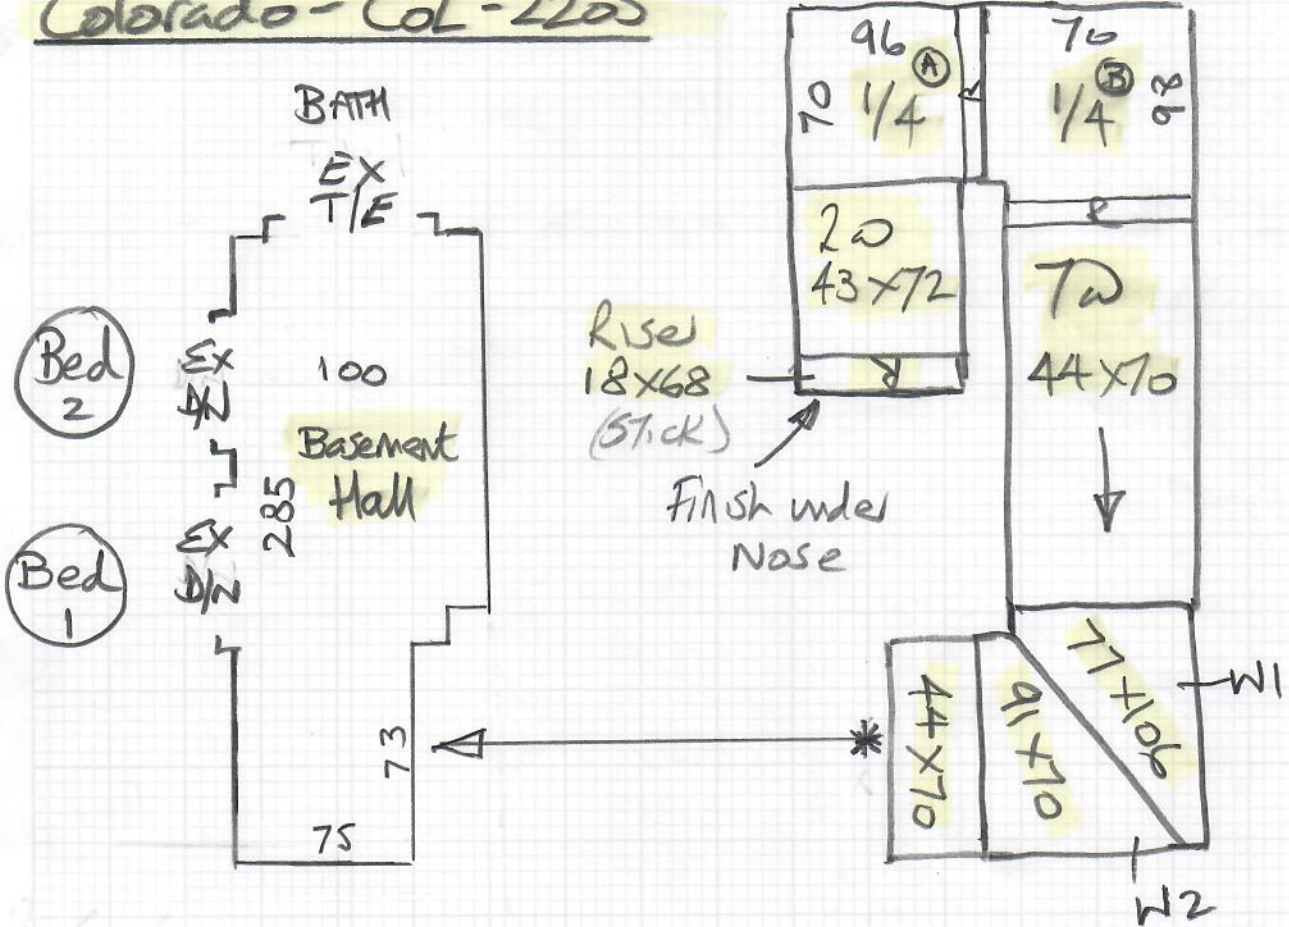 Colorado - COL - 2205
BATH
EX
T/E
Bed
2
EX
D/N
100
Basement
Hall
285
Bed
1
EX
D/N
73
75
96 A
70
1/4
R
70
B
1/4
98
2W
43x72
R
Riser
18x68
(Stick)
Finish under
Nose
R
7W
44x70
77x106
W1
91x70
W2
44x70
*